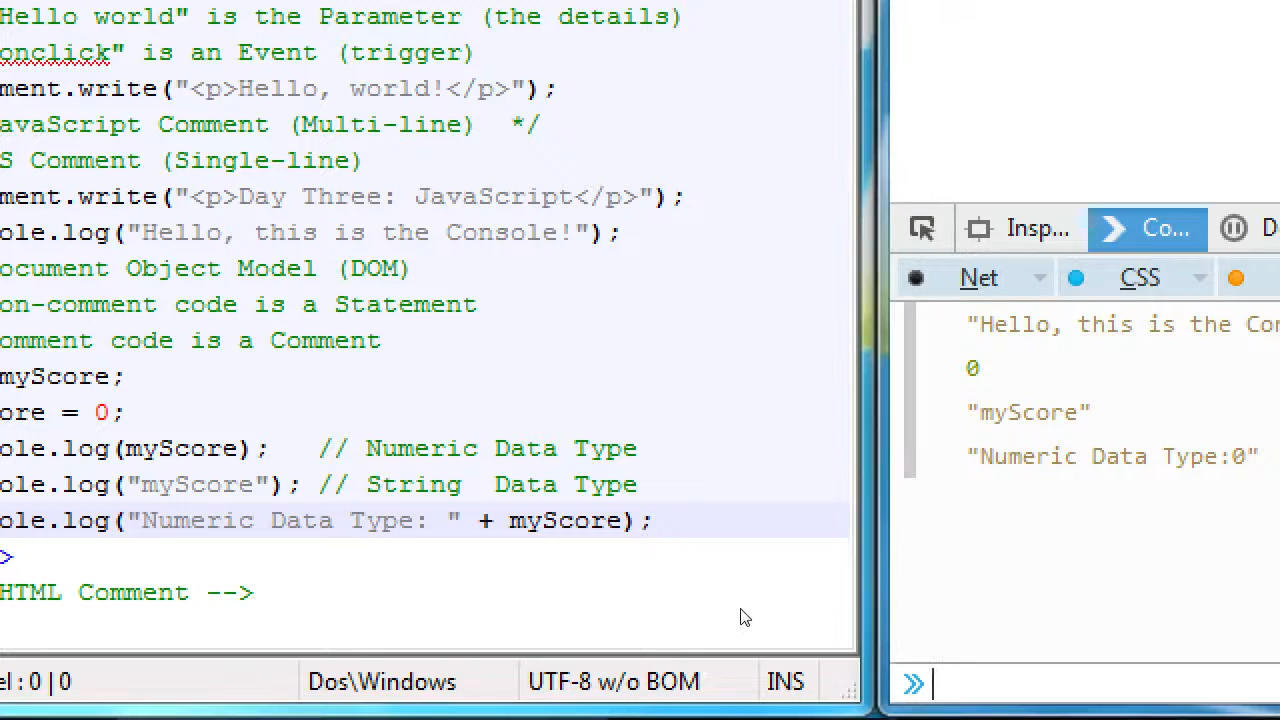 Hello world" is the Parameter (the details)
onclick" is an Event (trigger)
ment.write("<p>Hello, world!</p>");
avaScript Comment (Multi-line)  */
S Comment (Single-line)
ment.write("<p>Day Three: JavaScript</p>");
ole.log("Hello, this is the Console!");
ocument Object Model (DOM)
on-comment code is a Statement
omment code is a Comment
myScore;
ore = 0;
ole.log(myScore);   // Numeric Data Type
ole.log("myScore"); // String  Data Type
ole.log("Numeric Data Type: " + myScore);
>
HTML Comment -->
el : 0 | 0 Dos\Windows UTF-8 w/o BOM INS
Insp... Co... D
Net CSS
"Hello, this is the Con
0
"myScore"
"Numeric Data Type:0"